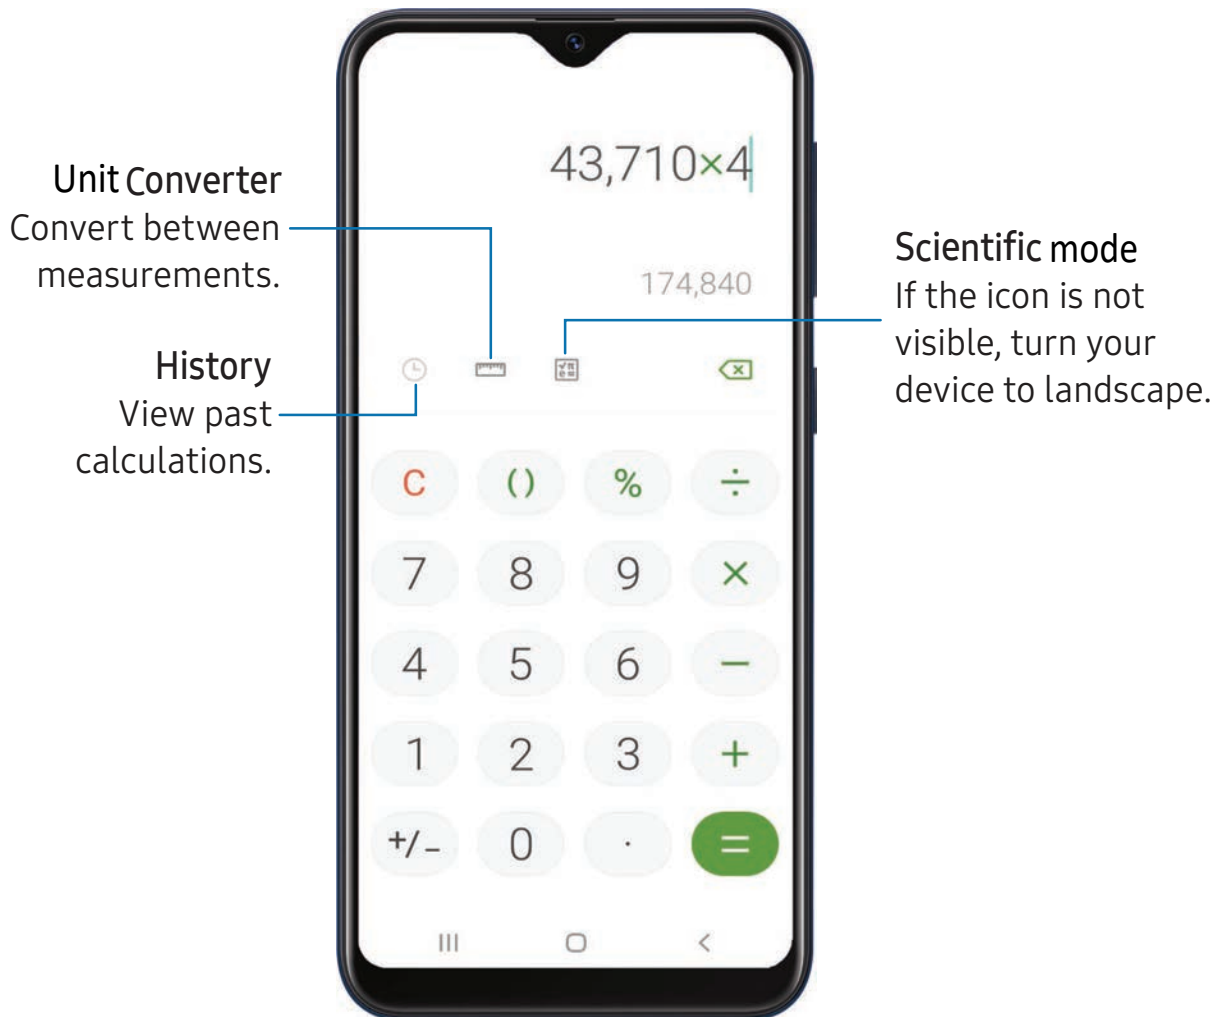 43,710×4
174,840
Unit Converter
Convert between
measurements.
History
View past
calculations.
Scientific mode
If the icon is not
visible, turn your
device to landscape.
C () % ÷
7 8 9 ×
4 5 6 −
1 2 3 +
+/− 0 . =